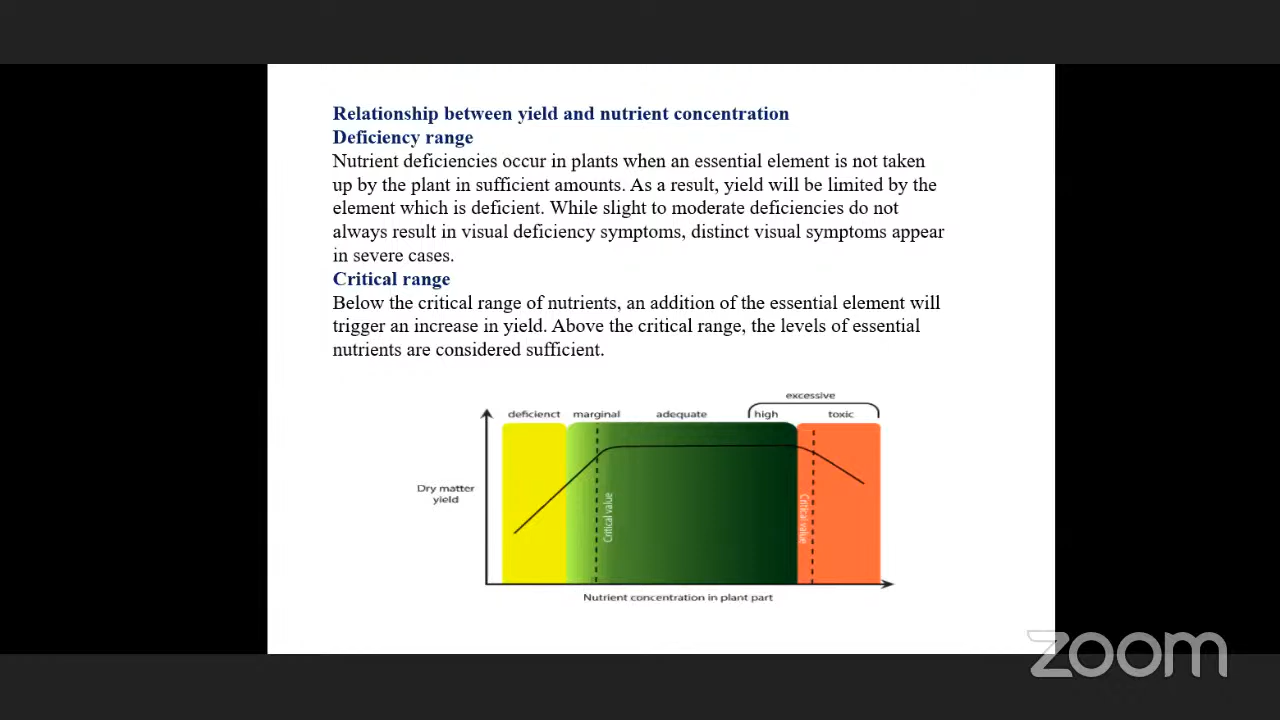 Relationship between yield and nutrient concentration
Deficiency range
Nutrient deficiencies occur in plants when an essential element is not taken
up by the plant in sufficient amounts. As a result, yield will be limited by the
element which is deficient. While slight to moderate deficiencies do not
always result in visual deficiency symptoms, distinct visual symptoms appear
in severe cases.
Critical range
Below the critical range of nutrients, an addition of the essential element will
trigger an increase in yield. Above the critical range, the levels of essential
nutrients are considered sufficient.
excessive
deficienct marginal adequate high toxic
Dry matter
yield
Critical value
Critical value
Nutrient concentration in plant part
zoom